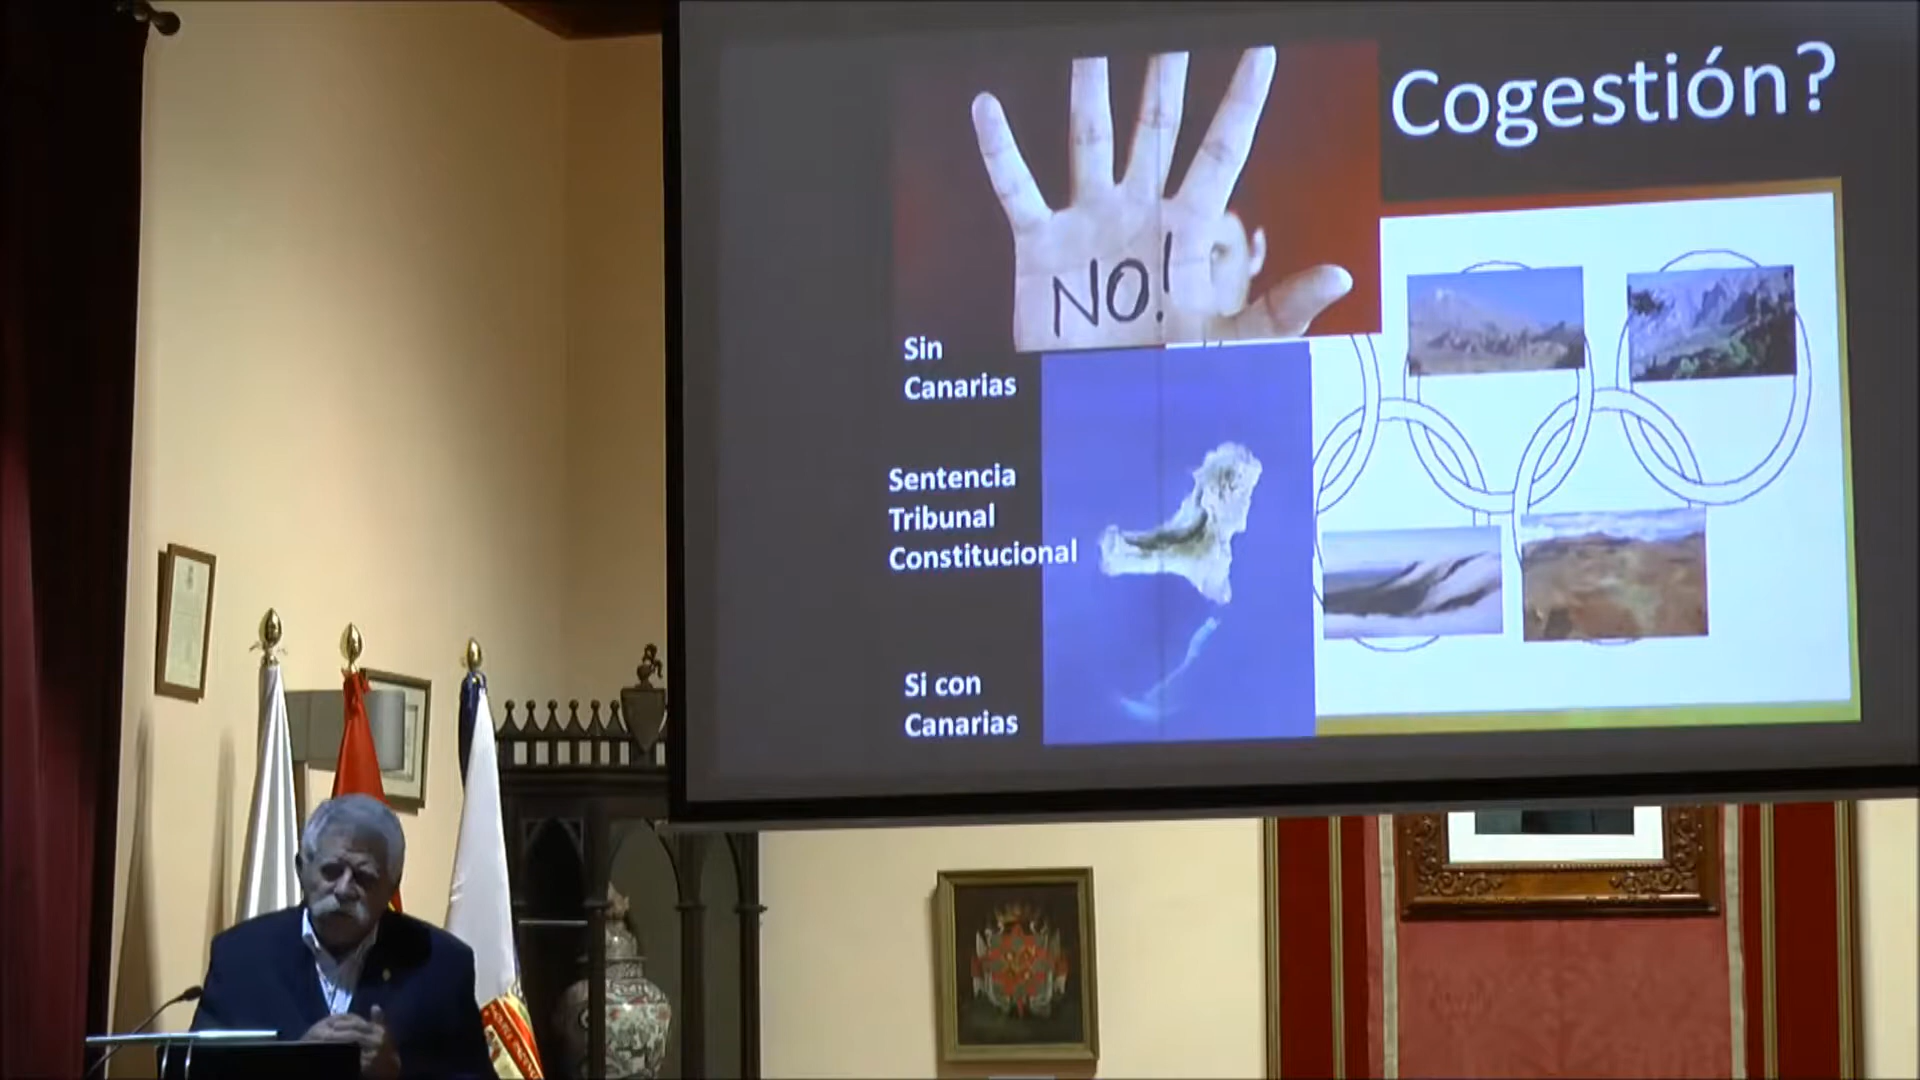 Cogestión?
NO!
Sin
Canarias
Sentencia
Tribunal
Constitucional
Si con
Canarias